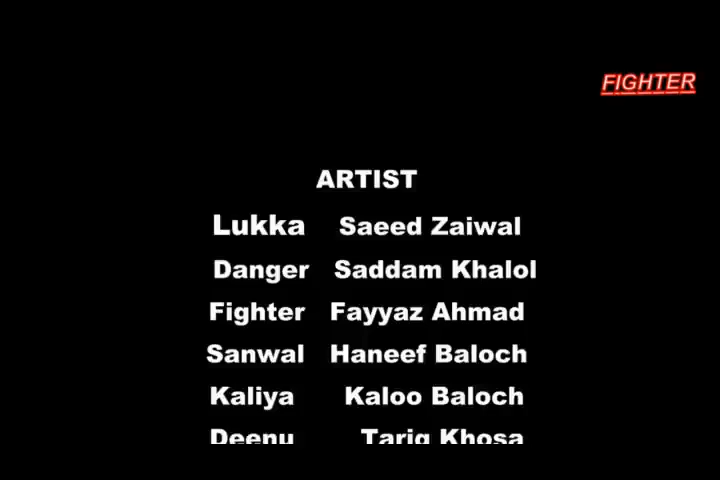 FIGHTER
ARTIST
Lukka Saeed Zaiwal
Danger Saddam Khalol
Fighter Fayyaz Ahmad
Sanwal Haneef Baloch
Kaliya Kaloo Baloch
Deenu Tariq Khosa